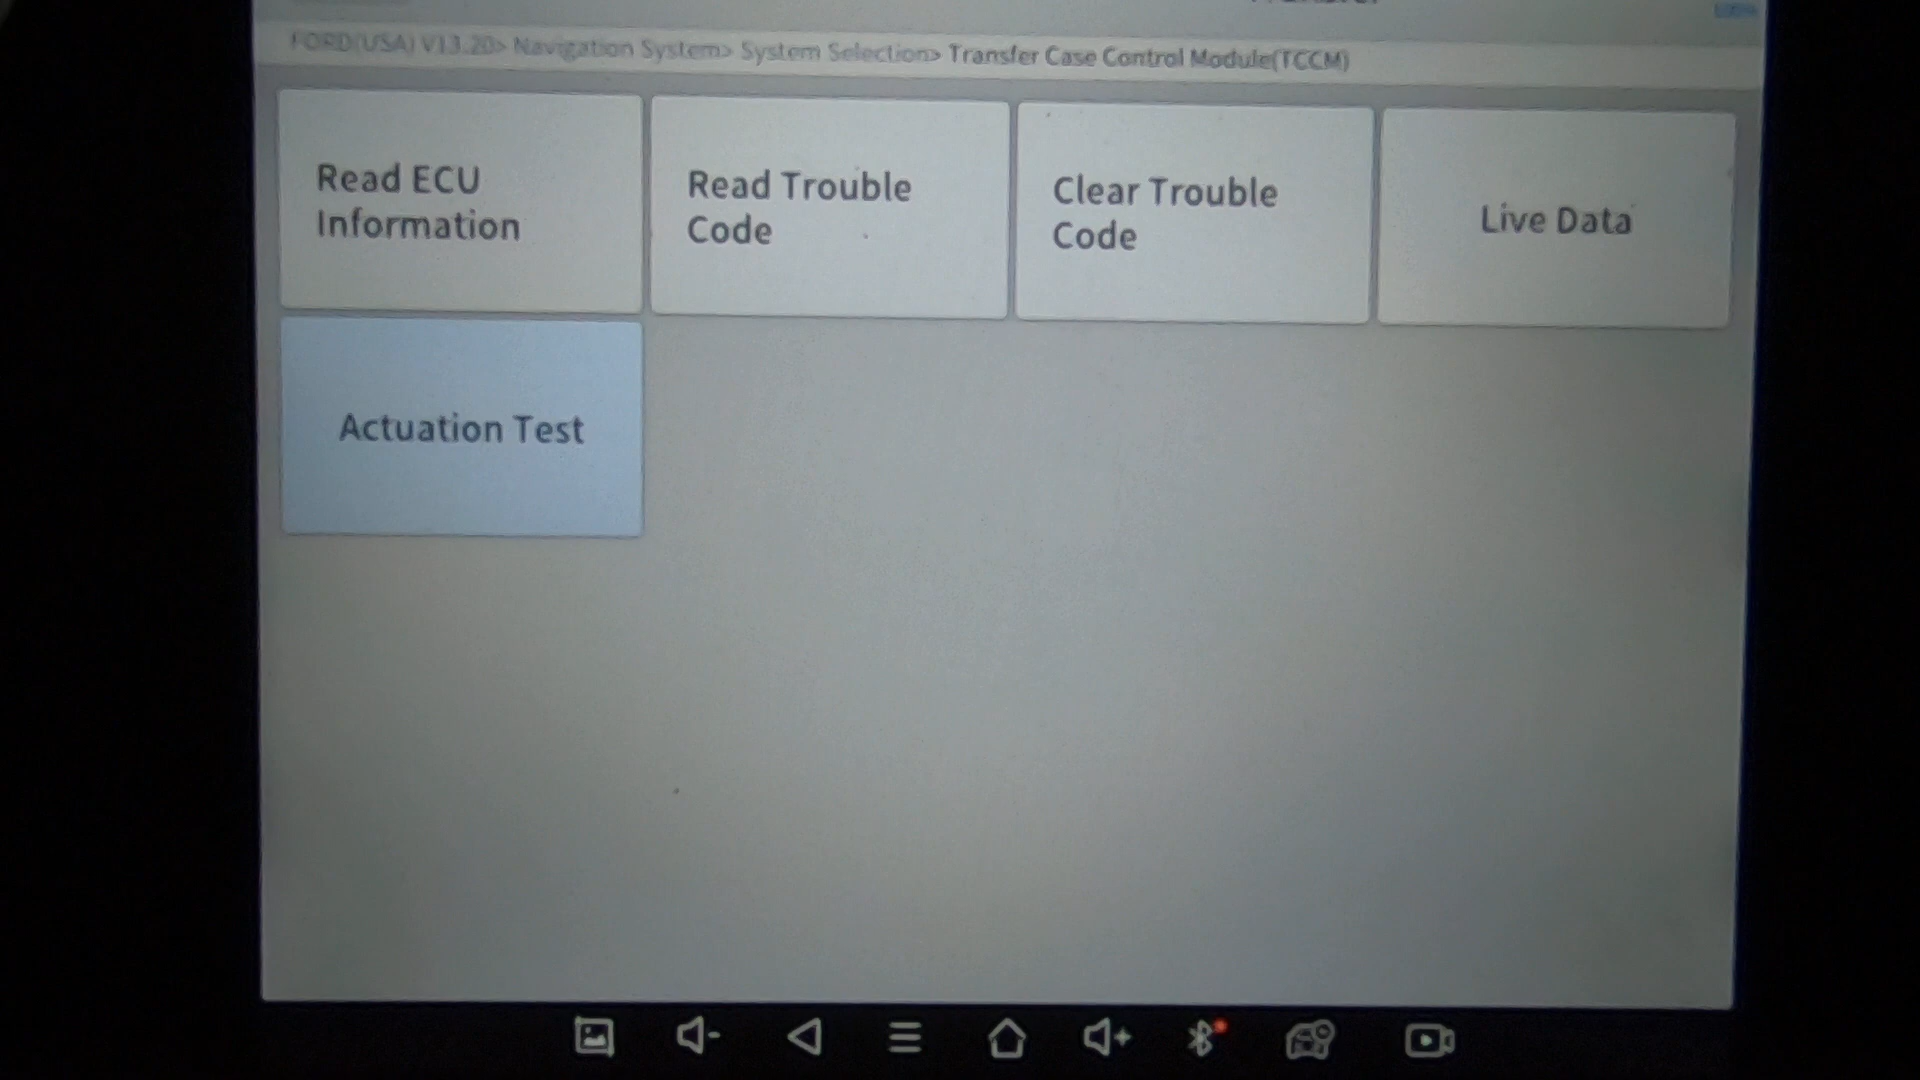 FORD(USA) V13.20> Navigation System> System Selection> Transfer Case Control Module(TCCM)
Read ECU
Information
Read Trouble
Code
Clear Trouble
Code
Live Data
Actuation Test